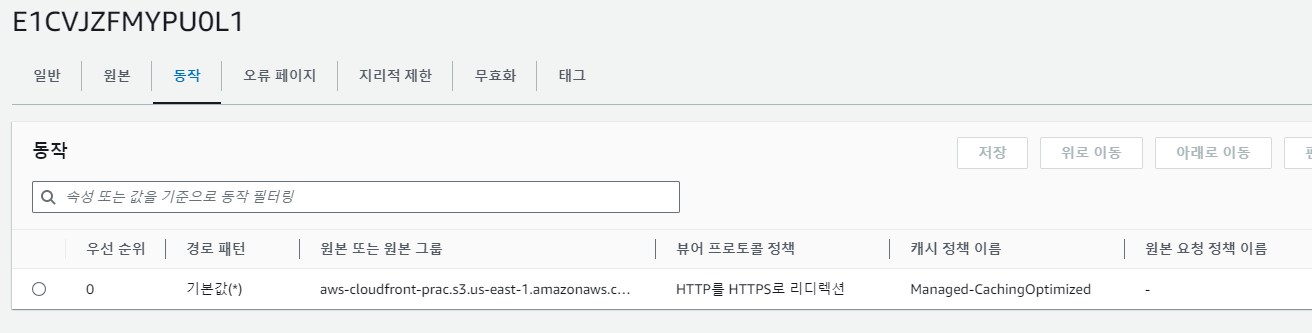 E1CVJZFMYPU0L1
일반 원본 동작 오류 페이지 지리적 제한 무효화 태그
동작
저장 위로 이동 아래로 이동
속성 또는 값을 기준으로 동작 필터링
우선 순위 경로 패턴 원본 또는 원본 그룹 뷰어 프로토콜 정책 캐시 정책 이름 원본 요청 정책 이름
0 기본값(*) aws-cloudfront-prac.s3.us-east-1.amazonaws.c... HTTP를 HTTPS로 리디렉션 Managed-CachingOptimized -